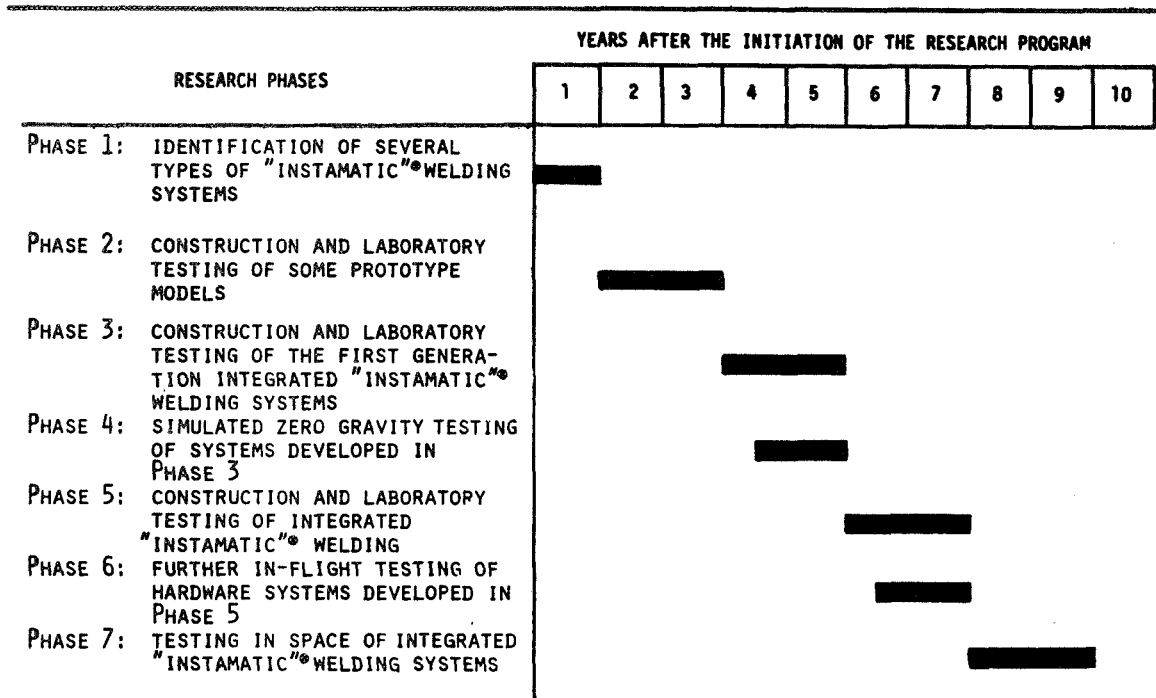 YEARS AFTER THE INITIATION OF THE RESEARCH PROGRAM
RESEARCH PHASES
1 2 3 4 5 6 7 8 9 10
PHASE 1: IDENTIFICATION OF SEVERAL
TYPES OF "INSTAMATIC"® WELDING
SYSTEMS
PHASE 2: CONSTRUCTION AND LABORATORY
TESTING OF SOME PROTOTYPE
MODELS
PHASE 3: CONSTRUCTION AND LABORATORY
TESTING OF THE FIRST GENERA-
TION INTEGRATED "INSTAMATIC"®
WELDING SYSTEMS
PHASE 4: SIMULATED ZERO GRAVITY TESTING
OF SYSTEMS DEVELOPED IN
PHASE 3
PHASE 5: CONSTRUCTION AND LABORATORY
TESTING OF INTEGRATED
"INSTAMATIC"® WELDING
PHASE 6: FURTHER IN-FLIGHT TESTING OF
HARDWARE SYSTEMS DEVELOPED IN
PHASE 5
PHASE 7: TESTING IN SPACE OF INTEGRATED
"INSTAMATIC"® WELDING SYSTEMS